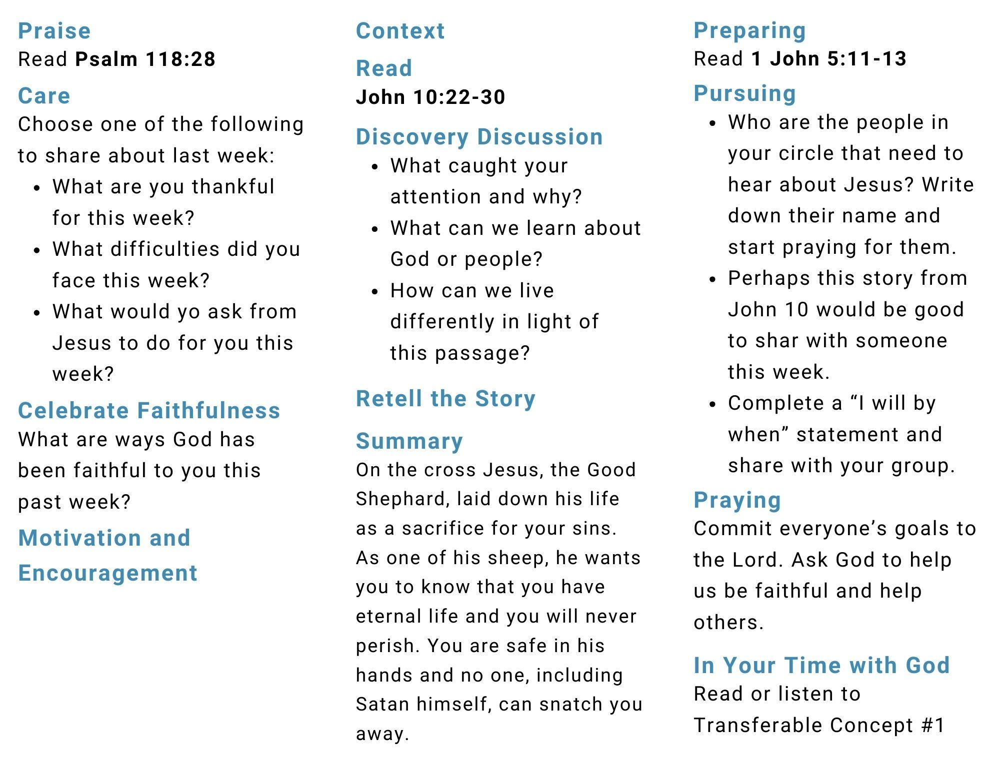 Praise
Read Psalm 118:28
Care
Choose one of the following
to share about last week:
• What are you thankful
for this week?
• What difficulties did you
face this week?
• What would yo ask from
Jesus to do for you this
week?
Celebrate Faithfulness
What are ways God has
been faithful to you this
past week?
Motivation and
Encouragement
Context
Read
John 10:22-30
Discovery Discussion
• What caught your
attention and why?
• What can we learn about
God or people?
• How can we live
differently in light of
this passage?
Retell the Story
Summary
On the cross Jesus, the Good
Shephard, laid down his life
as a sacrifice for your sins.
As one of his sheep, he wants
you to know that you have
eternal life and you will never
perish. You are safe in his
hands and no one, including
Satan himself, can snatch you
away.
Preparing
Read 1 John 5:11-13
Pursuing
• Who are the people in
your circle that need to
hear about Jesus? Write
down their name and
start praying for them.
• Perhaps this story from
John 10 would be good
to shar with someone
this week.
• Complete a “I will by
when” statement and
share with your group.
Praying
Commit everyone’s goals to
the Lord. Ask God to help
us be faithful and help
others.
In Your Time with God
Read or listen to
Transferable Concept #1